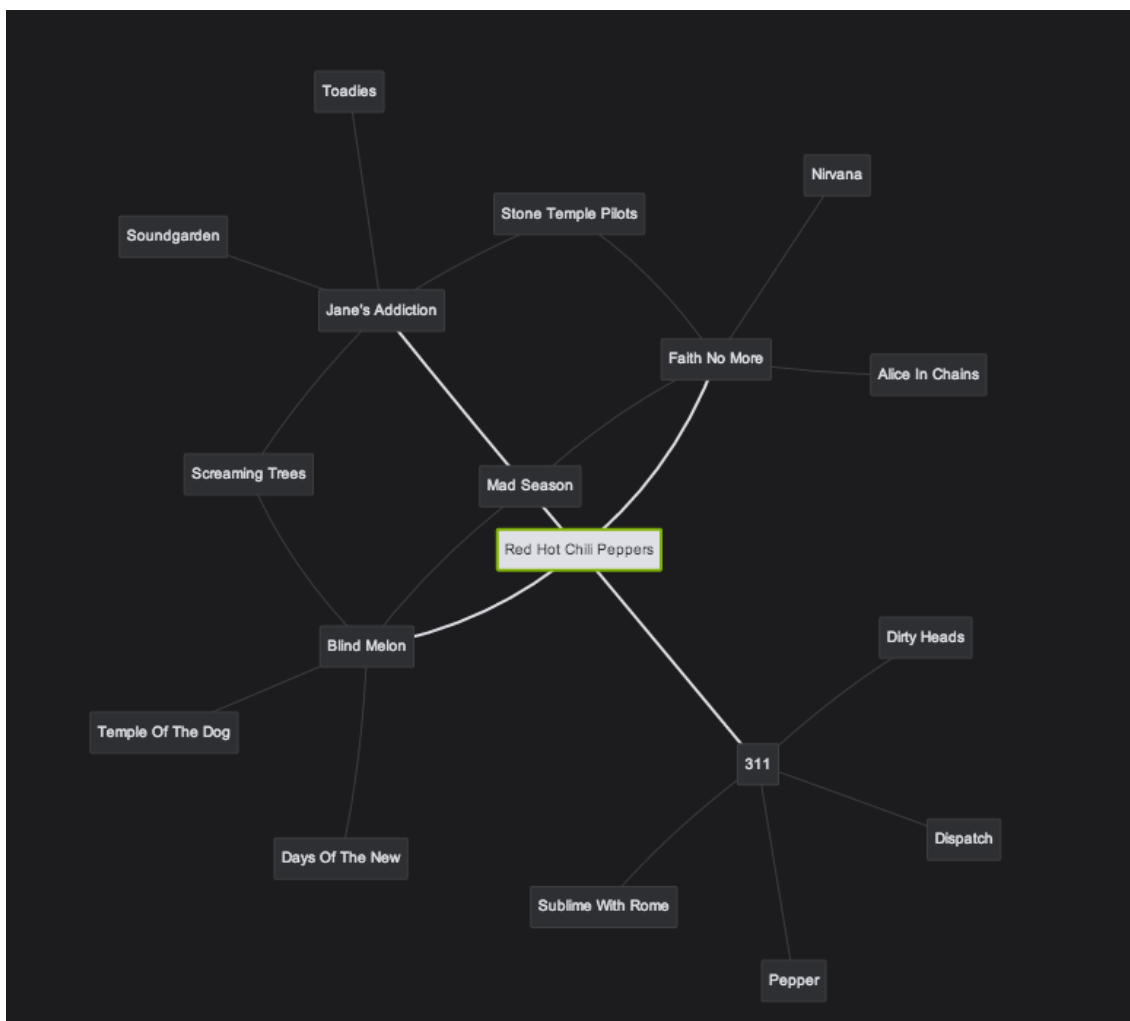 Toadies
Nirvana
Stone Temple Pilots
Soundgarden
Jane's Addiction
Faith No More
Alice In Chains
Screaming Trees
Mad Season
Red Hot Chili Peppers
Dirty Heads
Blind Melon
Temple Of The Dog
311
Dispatch
Days Of The New
Sublime With Rome
Pepper